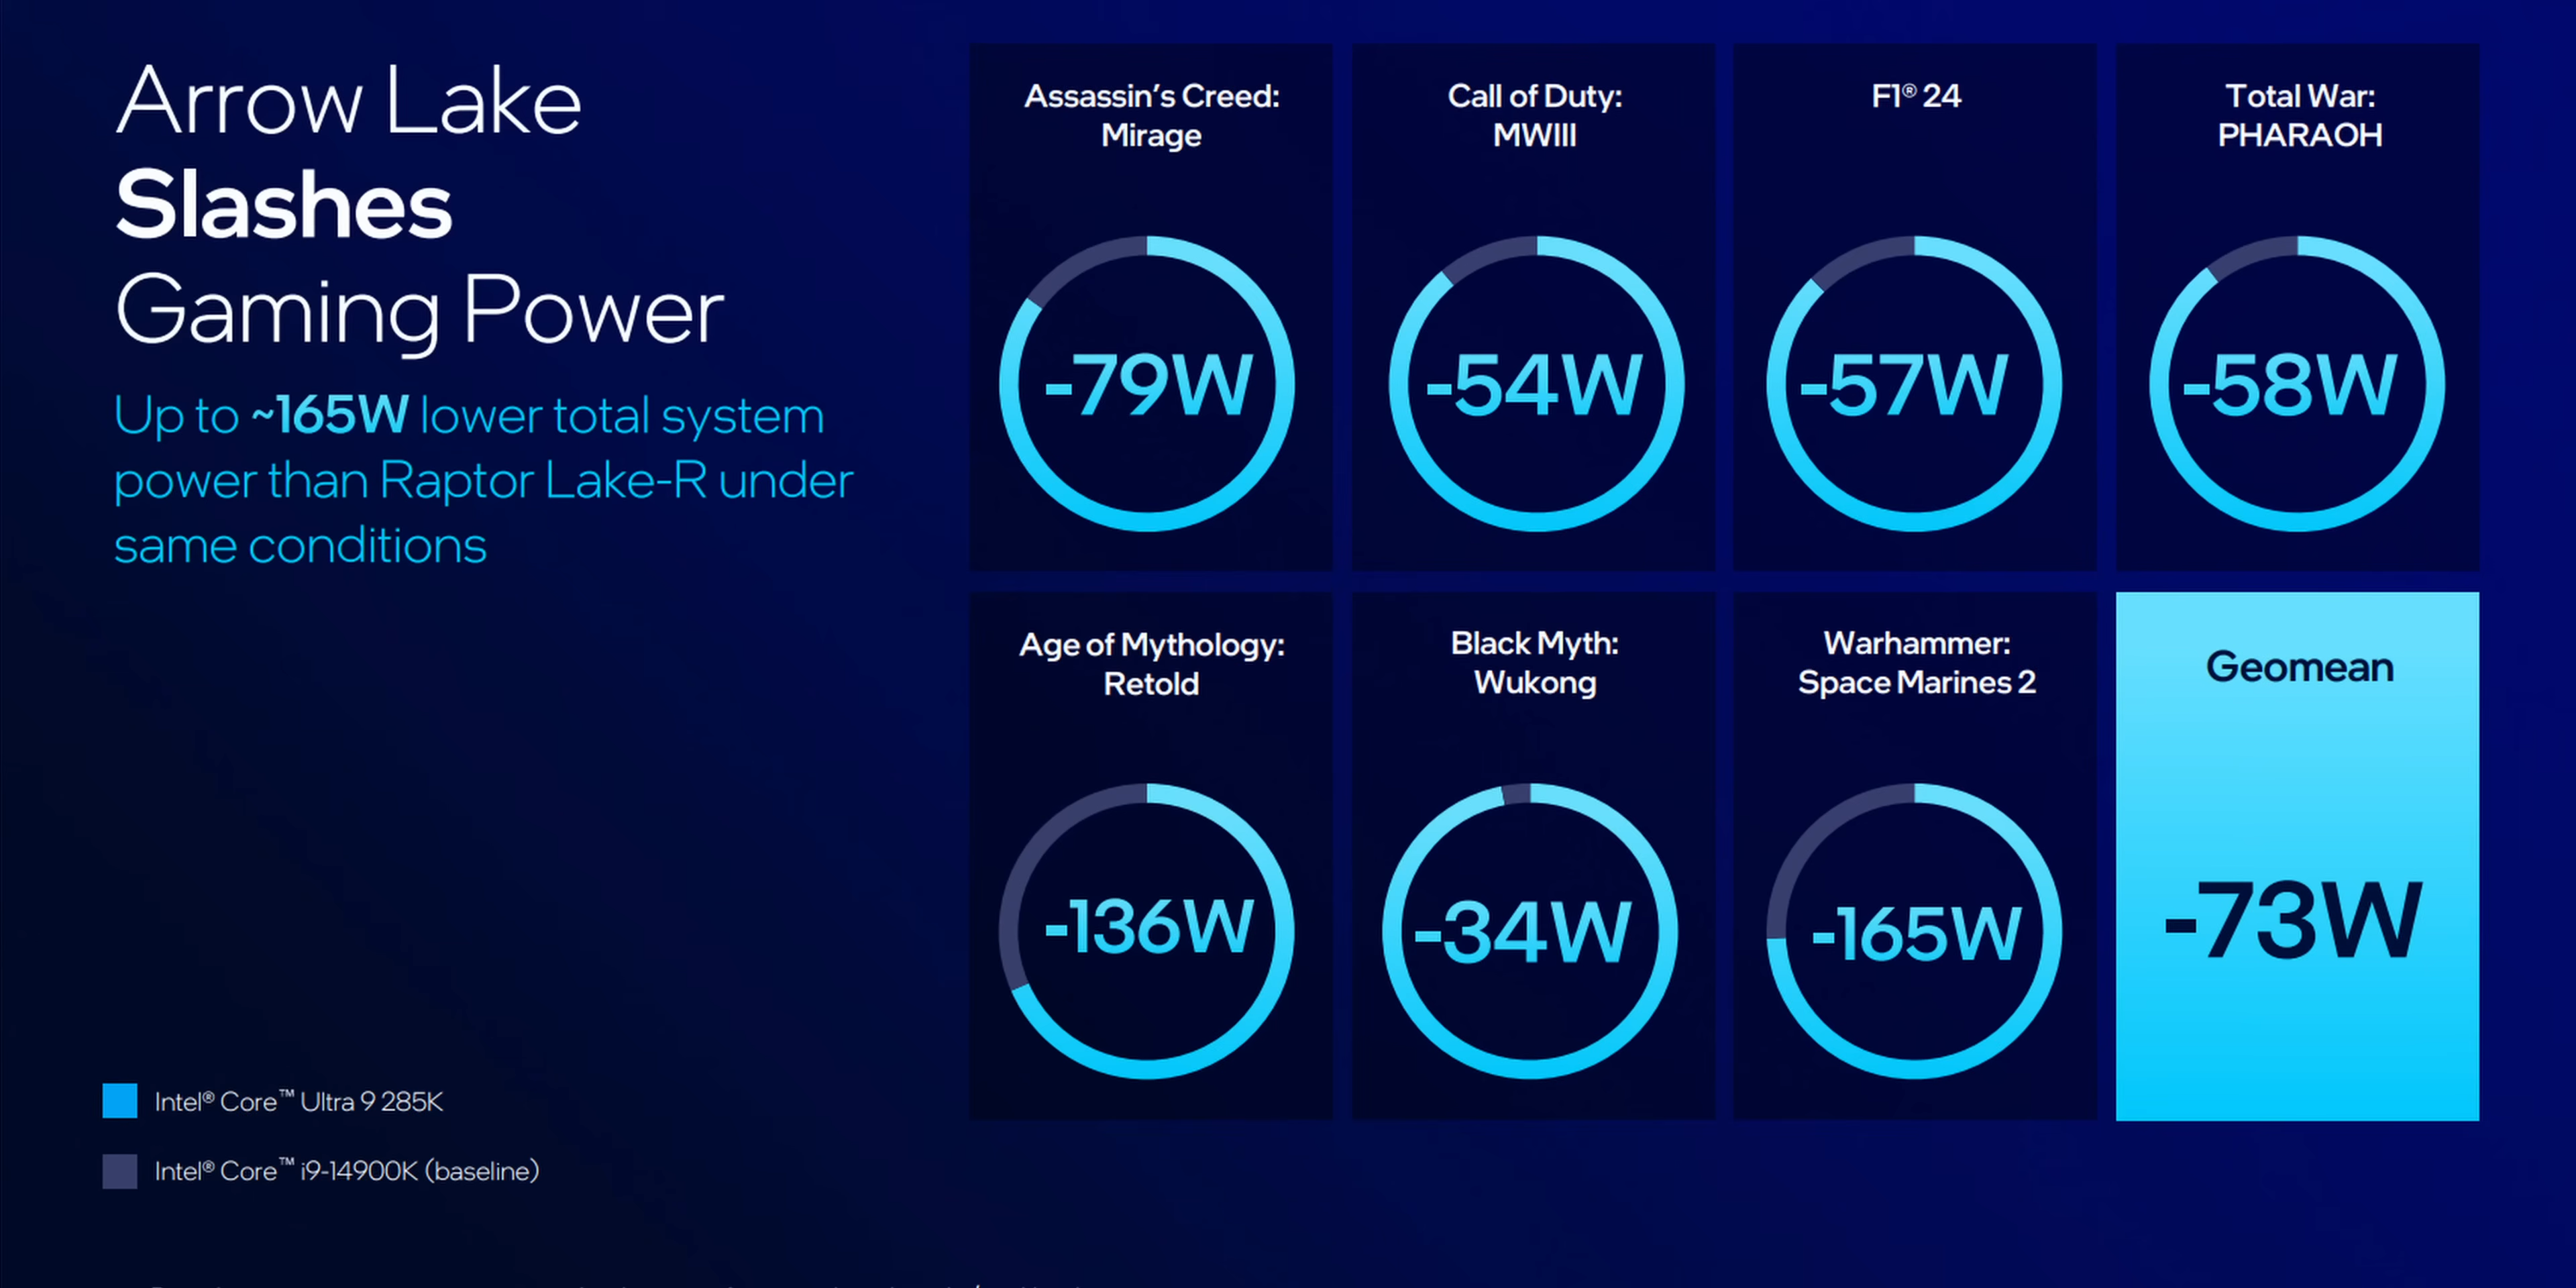 Arrow Lake
Slashes
Gaming Power
Up to ~165W lower total system
power than Raptor Lake-R under
same conditions
Intel® Core™ Ultra 9 285K
Intel® Core™ i9-14900K (baseline)
Assassin's Creed:
Mirage
-79W
Call of Duty:
MWIII
-54W
F1® 24
-57W
Total War:
PHARAOH
-58W
Age of Mythology:
Retold
-136W
Black Myth:
Wukong
-34W
Warhammer:
Space Marines 2
-165W
Geomean
-73W